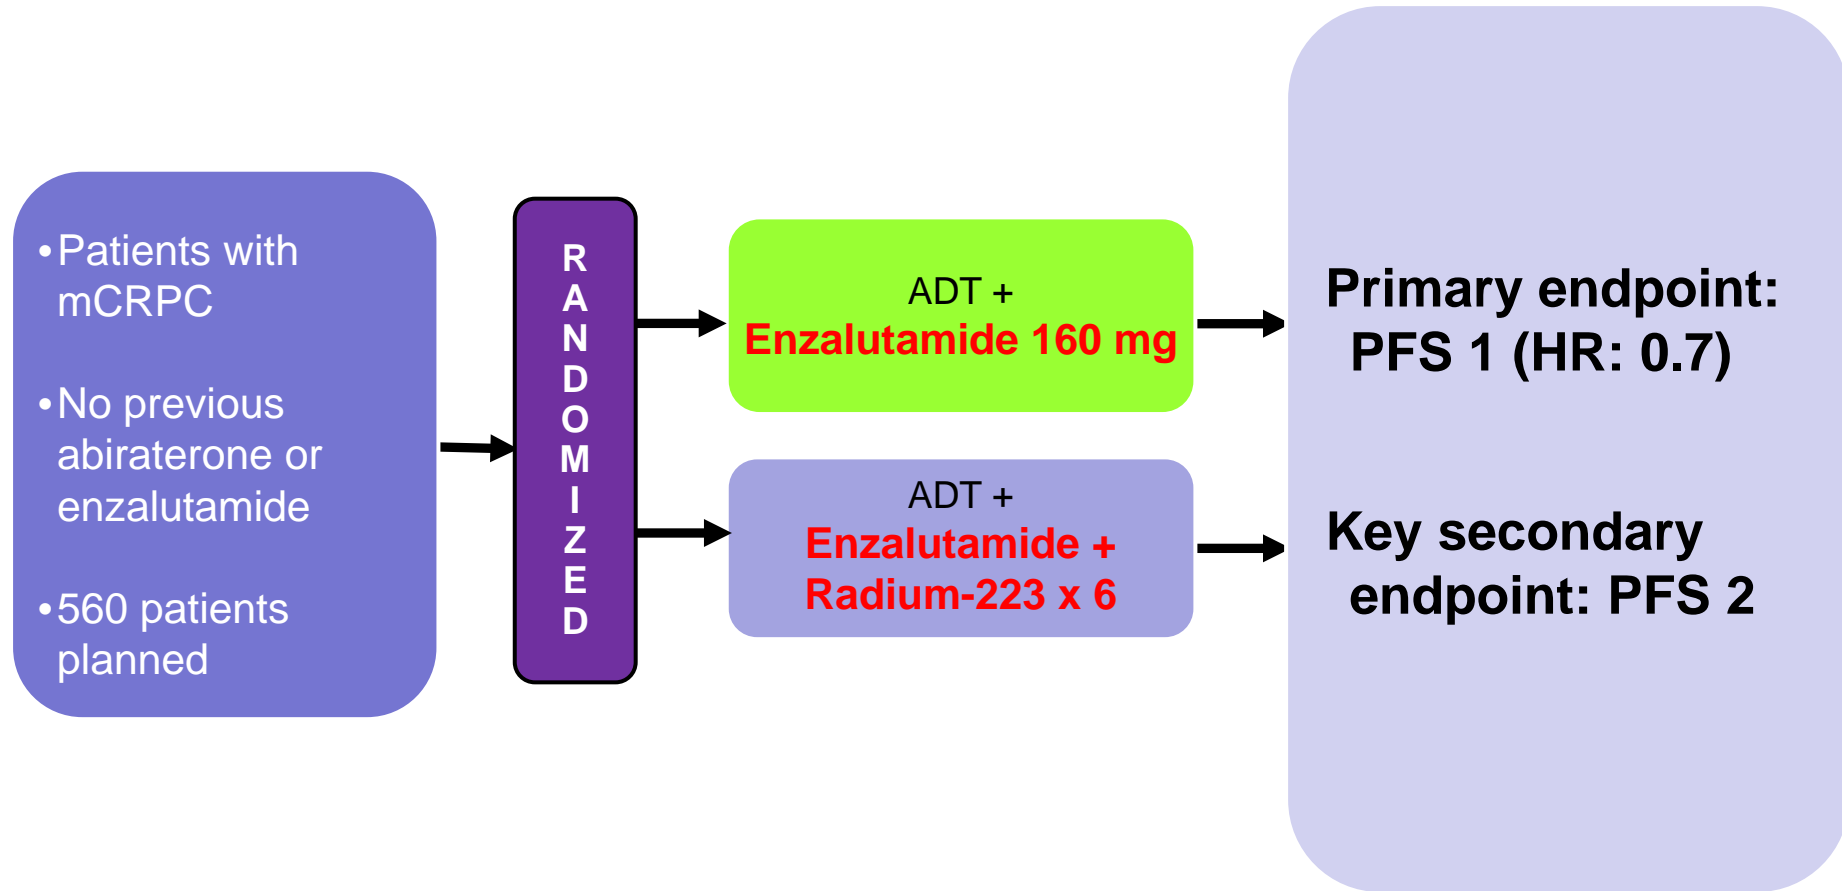 •Patients with
mCRPC
•No previous
abiraterone or
enzalutamide
•560 patients
planned
R
A
N
D
O
M
I
Z
E
D
ADT +
Enzalutamide 160 mg
ADT +
Enzalutamide +
Radium-223 x 6
Primary endpoint:
PFS 1 (HR: 0.7)
Key secondary
endpoint: PFS 2